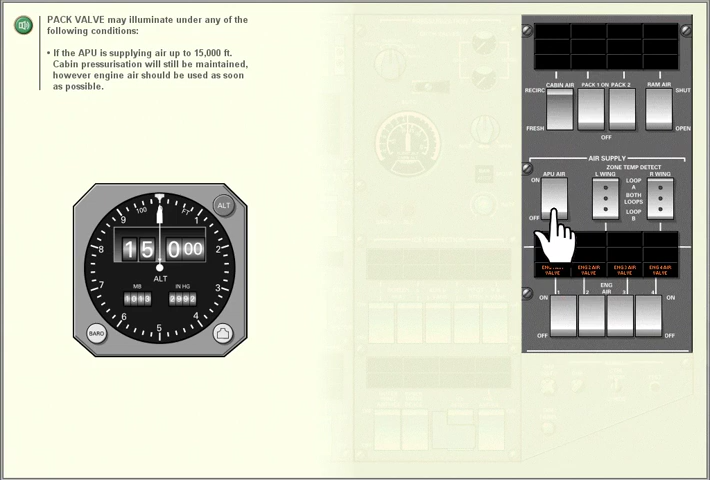 PACK VALVE may illuminate under any of the
following conditions:
• If the APU is supplying air up to 15,000 ft.
Cabin pressurisation will still be maintained,
however engine air should be used as soon
as possible.
100
FT
9
8
7
6
5
4
3
2
15,000
ALT
MB
1013
IN HG
2992
ALT
BARO
RECIRC
CABIN AIR
PACK 1 ON PACK 2
RAM AIR
SHUT
FRESH
OFF
OPEN
AIR SUPPLY
ZONE TEMP DETECT
APU AIR
L WING
R WING
ON
LOOP
A
BOTH
LOOPS
LOOP
B
OFF
ENG 2 AIR
VALVE
ENG 3 AIR
VALVE
ENG 4 AIR
VALVE
VALVE
1
2
ENG
AIR
3
4
ON
ON
OFF
OFF